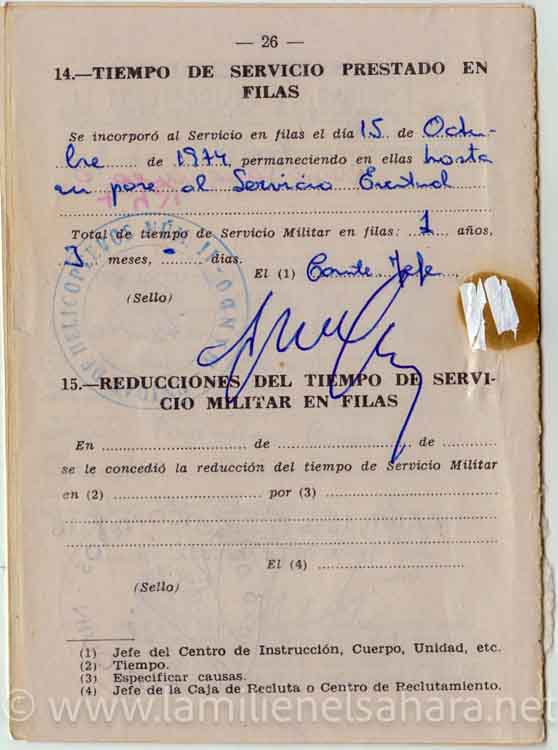 — 26 —
14.—TIEMPO DE SERVICIO PRESTADO EN
FILAS
Se incorporó al Servicio en filas el día 15 de Octu-
bre de 1974, permaneciendo en ellas hasta
su pase al Servicio Eventual
Total de tiempo de Servicio Militar en filas: 1 años,
meses, - días.
El (1) Comte Jefe
(Sello)
DE HELICOPTEROS
15.—REDUCCIONES DEL TIEMPO DE SERVI-
CIO MILITAR EN FILAS
En ........ de ........ de ........
se le concedió la reducción del tiempo de Servicio Militar
en (2) ........ por (3) ........
El (4) ........
(Sello)
(1) Jefe del Centro de Instrucción, Cuerpo, Unidad, etc.
(2) Tiempo.
(3) Especificar causas.
(4) Jefe de la Caja de Recluta o Centro de Reclutamiento.
© www.lamilienelsahara.net